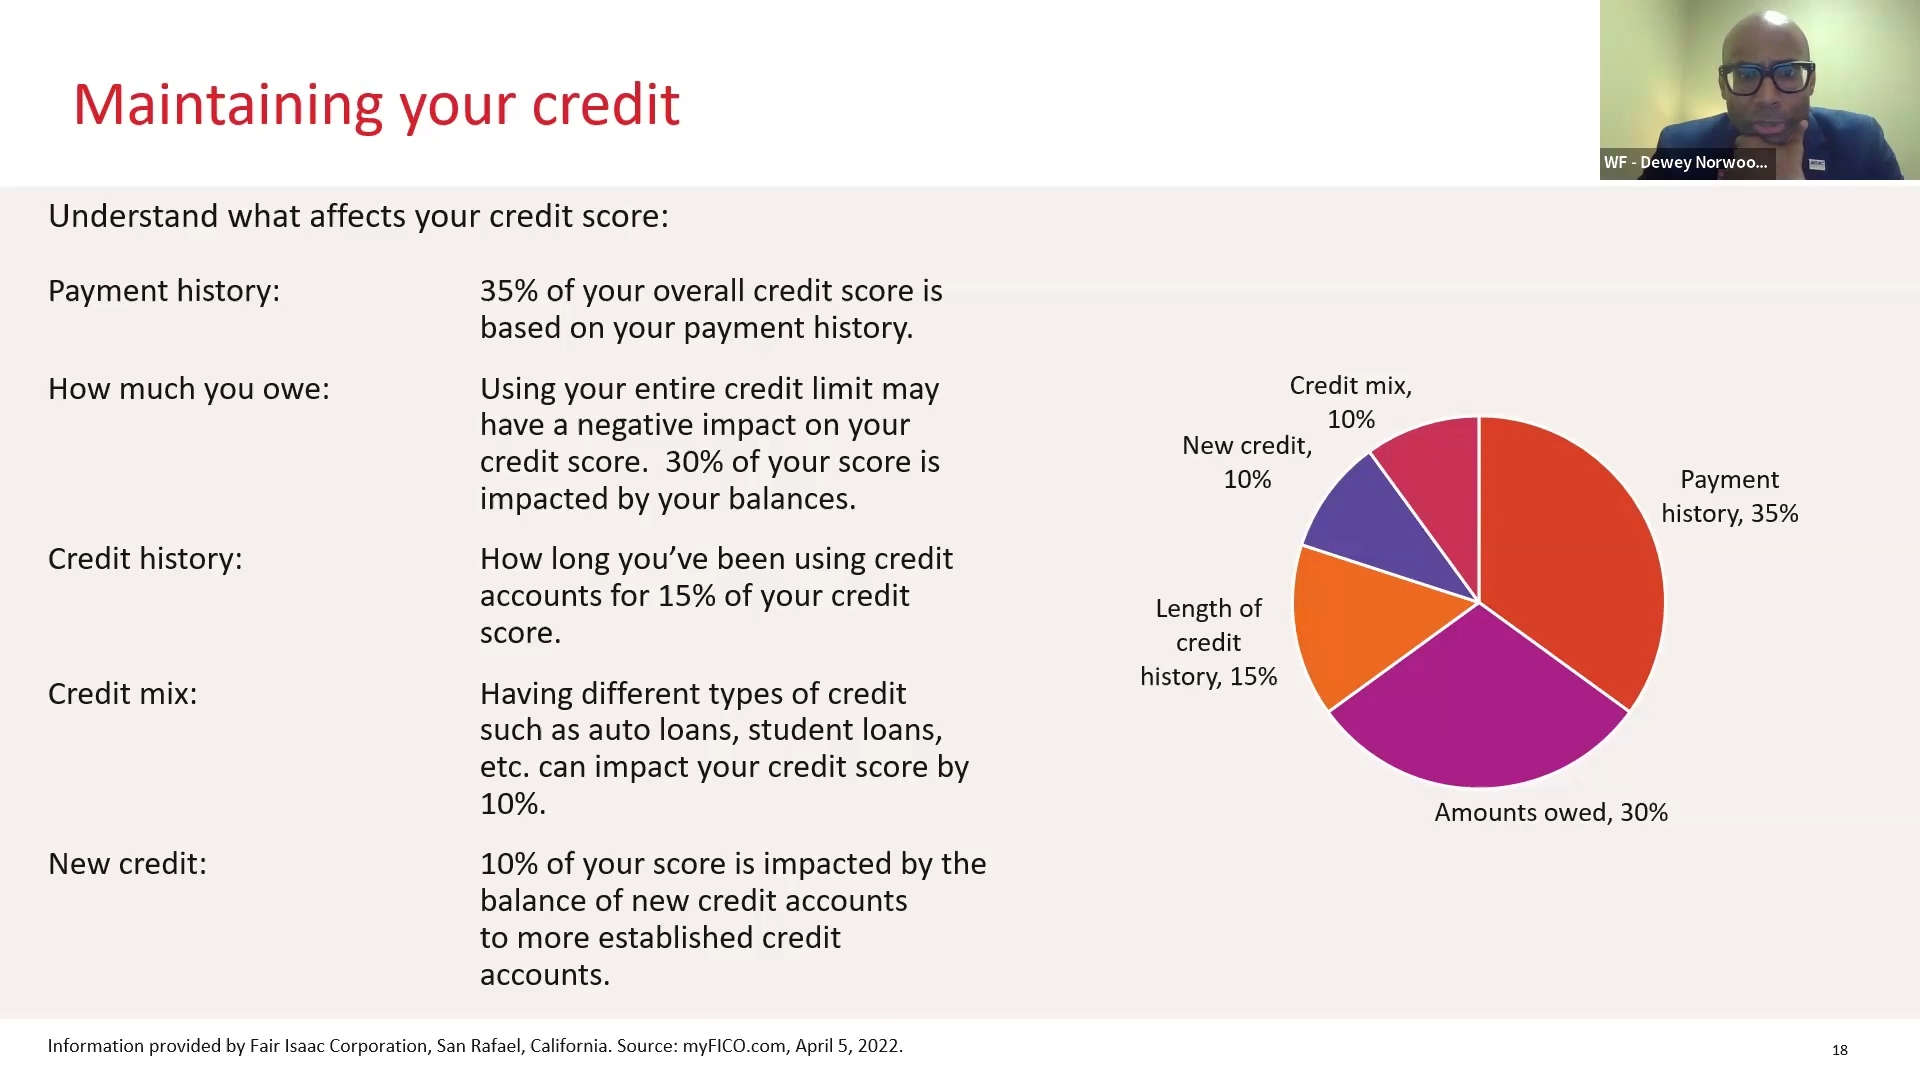 Maintaining your credit
WF - Dewey Norwoo...
Understand what affects your credit score:
Payment history:
35% of your overall credit score is
based on your payment history.
How much you owe:
Using your entire credit limit may
have a negative impact on your
credit score.  30% of your score is
impacted by your balances.
Credit history:
How long you’ve been using credit
accounts for 15% of your credit
score.
Credit mix:
Having different types of credit
such as auto loans, student loans,
etc. can impact your credit score by
10%.
New credit:
10% of your score is impacted by the
balance of new credit accounts
to more established credit
accounts.
Credit mix,
10%
New credit,
10%
Payment
history, 35%
Length of
credit
history, 15%
Amounts owed, 30%
Information provided by Fair Isaac Corporation, San Rafael, California. Source: myFICO.com, April 5, 2022.
18